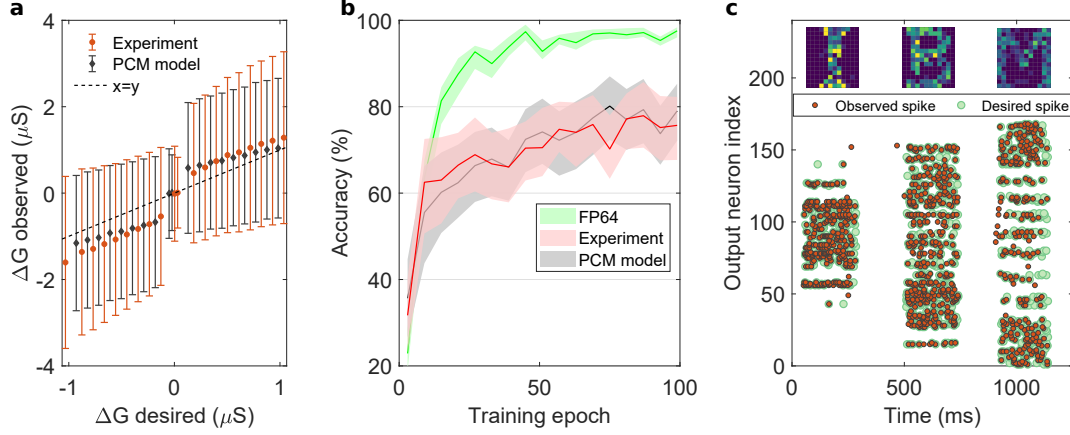 a
4
2
0
-2
-4
-1
0
1
ΔG observed (μS)
ΔG desired (μS)
Experiment
PCM model
x=y
b
100
80
60
40
20
0
50
100
Accuracy (%)
Training epoch
FP64
Experiment
PCM model
c
200
150
100
50
0
0
500
1000
Output neuron index
Time (ms)
Observed spike
Desired spike